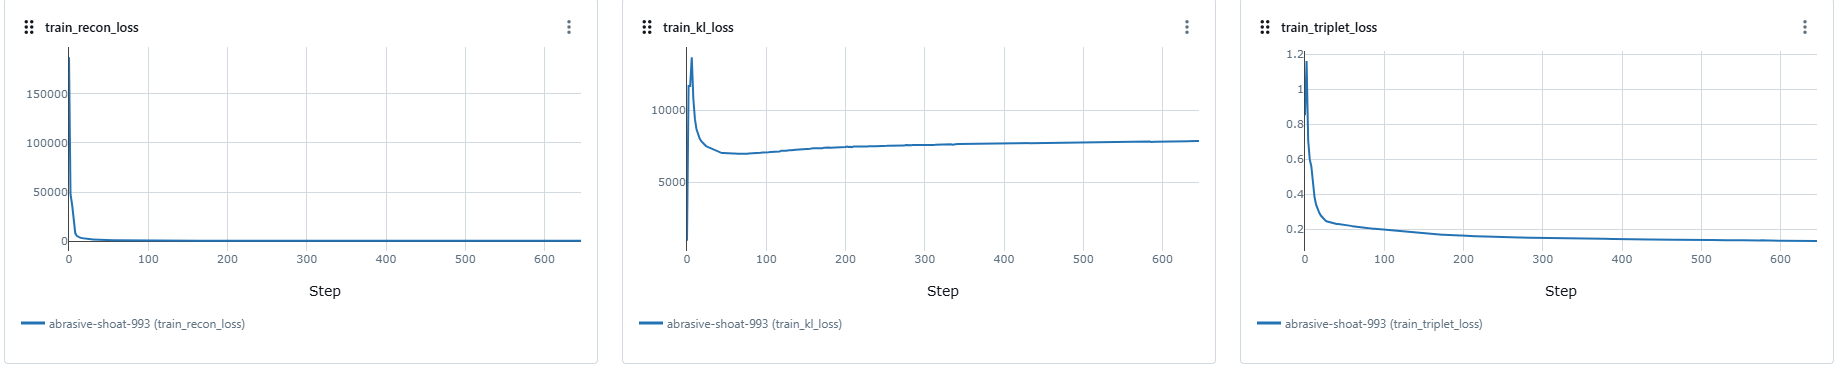 train_recon_loss
150000
100000
50000
0
0 100 200 300 400 500 600
Step
abrasive-shoat-993 (train_recon_loss)
train_kl_loss
10000
5000
0 100 200 300 400 500 600
Step
abrasive-shoat-993 (train_kl_loss)
train_triplet_loss
1.2
1
0.8
0.6
0.4
0.2
0 100 200 300 400 500 600
Step
abrasive-shoat-993 (train_triplet_loss)